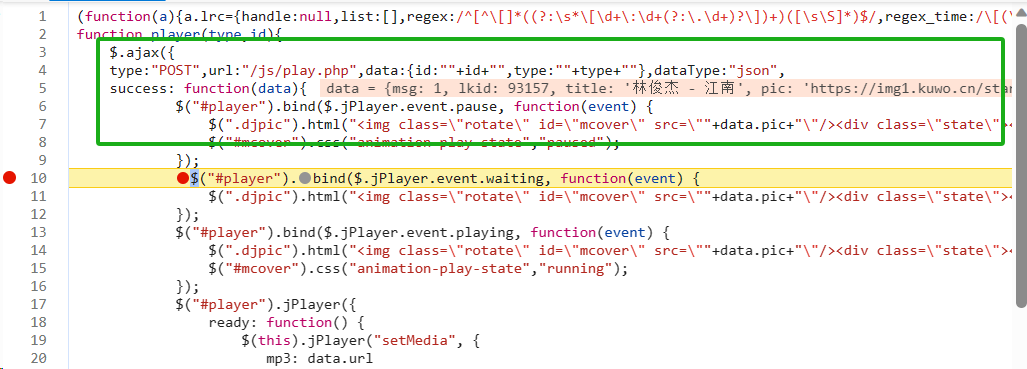 1 (function(a){a.lrc={handle:null,list:[],regex:/^[^\[]*((?:\s*\[\d+\:\d+(?:\.\d+)?\])+)([\s\S]*)$/,regex_time:/\[(\
2 function player(type,id){
3 $.ajax({
4 type:"POST",url:"/js/play.php",data:{id:""+id+"",type:""+type+""},dataType:"json",
5 success: function(data){ data = {msg: 1, lkid: 93157, title: '林俊杰 - 江南', pic: 'https://img1.kuwo.cn/star
6 $("#player").bind($.jPlayer.event.pause, function(event) {
7 $(".djpic").html("<img class=\"rotate\" id=\"mcover\" src=\""+data.pic+"\"/><div class=\"state\"><
8 $("#mcover").css("animation-play-state","paused");
9 });
10 $("#player").bind($.jPlayer.event.waiting, function(event) {
11 $(".djpic").html("<img class=\"rotate\" id=\"mcover\" src=\""+data.pic+"\"/><div class=\"state\"><
12 });
13 $("#player").bind($.jPlayer.event.playing, function(event) {
14 $(".djpic").html("<img class=\"rotate\" id=\"mcover\" src=\""+data.pic+"\"/><div class=\"state\"><
15 $("#mcover").css("animation-play-state","running");
16 });
17 $("#player").jPlayer({
18 ready: function() {
19 $(this).jPlayer("setMedia", {
20 mp3: data.url